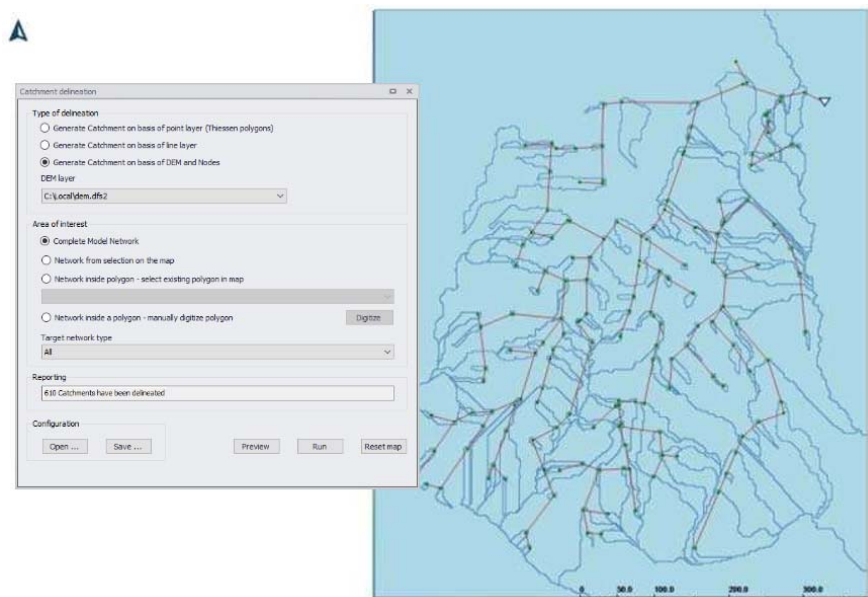 Catchment delineation
Type of delineation
Generate Catchment on basis of point layer (Thiessen polygons)
Generate Catchment on basis of line layer
Generate Catchment on basis of DEM and Nodes
DEM layer
C:\Local\dem.dfs2
Area of interest
Complete Model Network
Network from selection on the map
Network inside polygon - select existing polygon in map
Network inside a polygon - manually digitize polygon
Digitize
Target network type
All
Reporting
610 Catchments have been delineated
Configuration
Open ... Save ... Preview Run Reset map
0 50.0 100.0 200.0 300.0